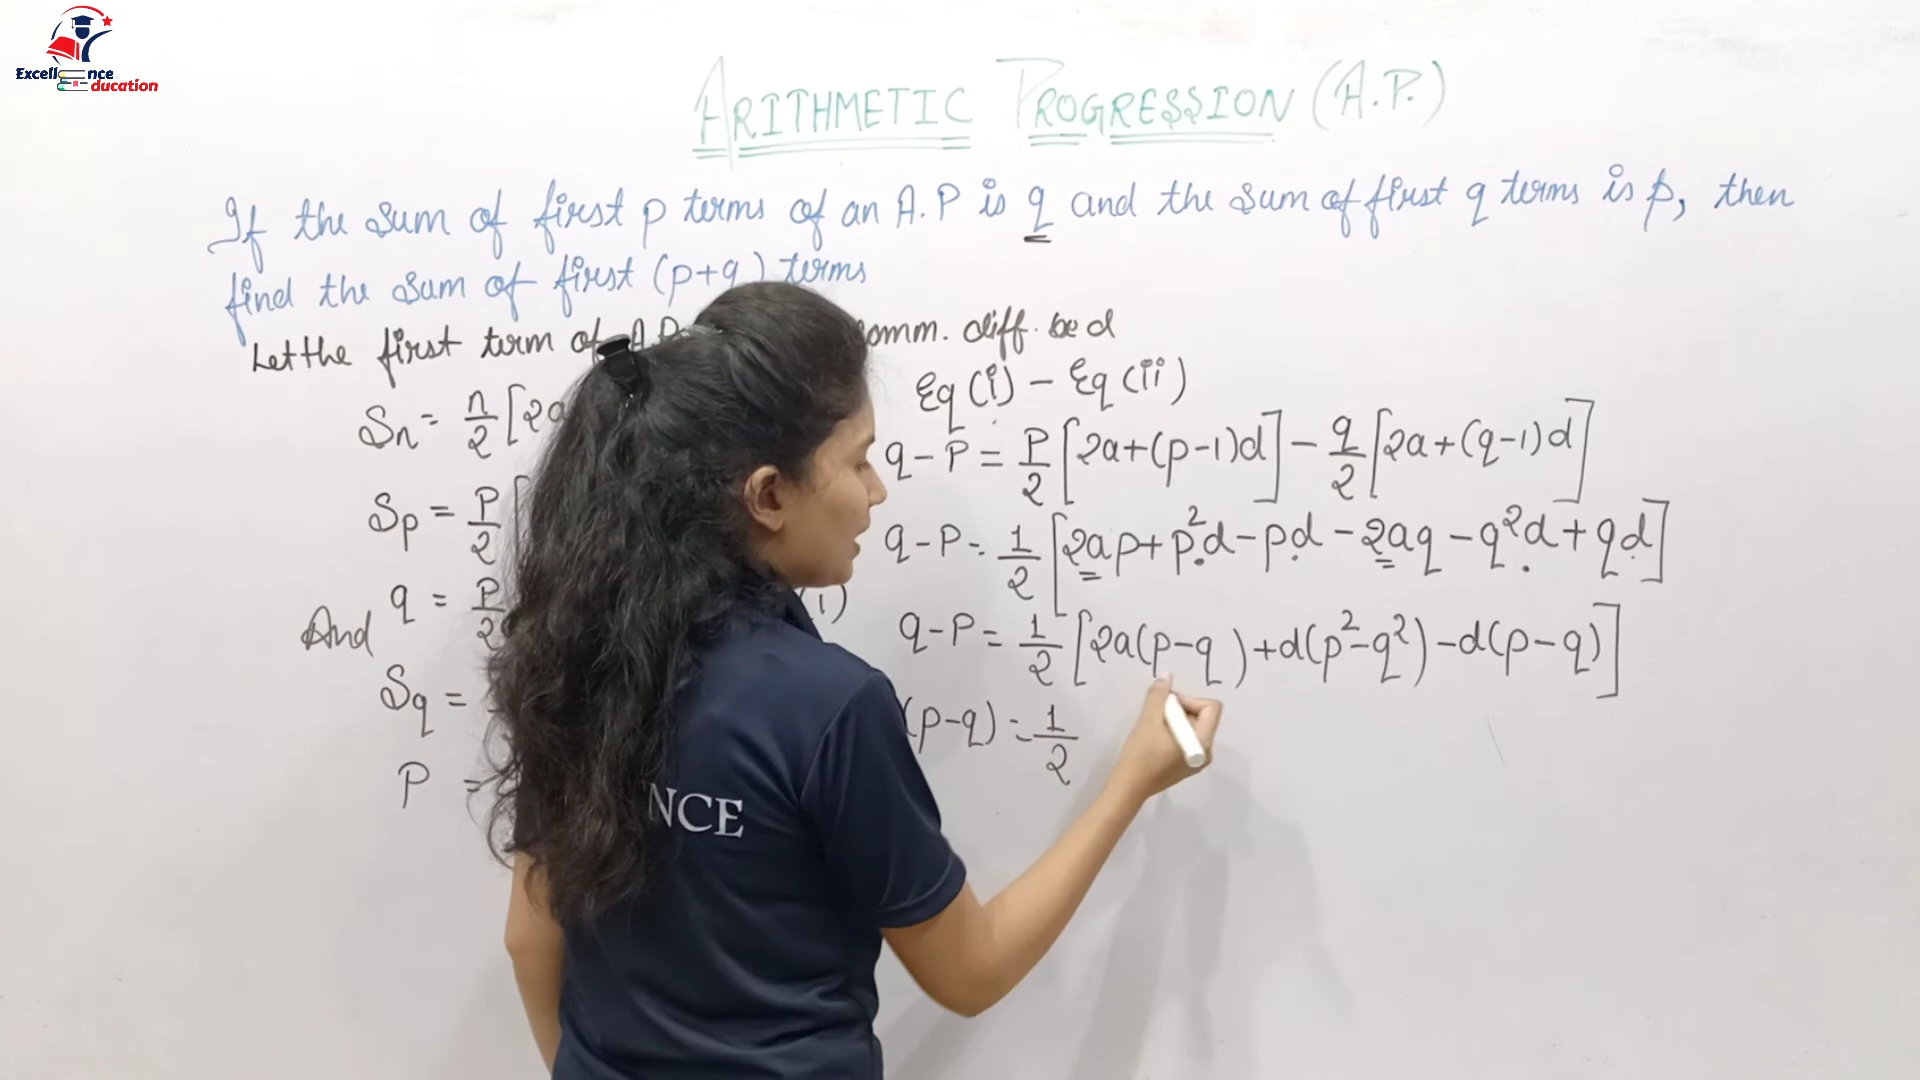 Excellence
Education
ARITHMETIC PROGRESSION (A.P.)
If the sum of first p terms of an A.P is q and the sum of first q terms is p, then
find the sum of first (p+q) terms
Let the first term of A.P comm. diff. be d
Sn = n/2 [2a
Sp = P/2 [
And q = P/2 (i)
Sq =
P =
Eq (i) - Eq (ii)
q - P = P/2 [2a+(p-1)d] - q/2 [2a+(q-1)d]
q - P = 1/2 [2ap + p²d - pd - 2aq - q²d + qd]
q - P = 1/2 [2a(p-q) + d(p²-q²) - d(p-q)]
(p-q) = 1/2
NCE